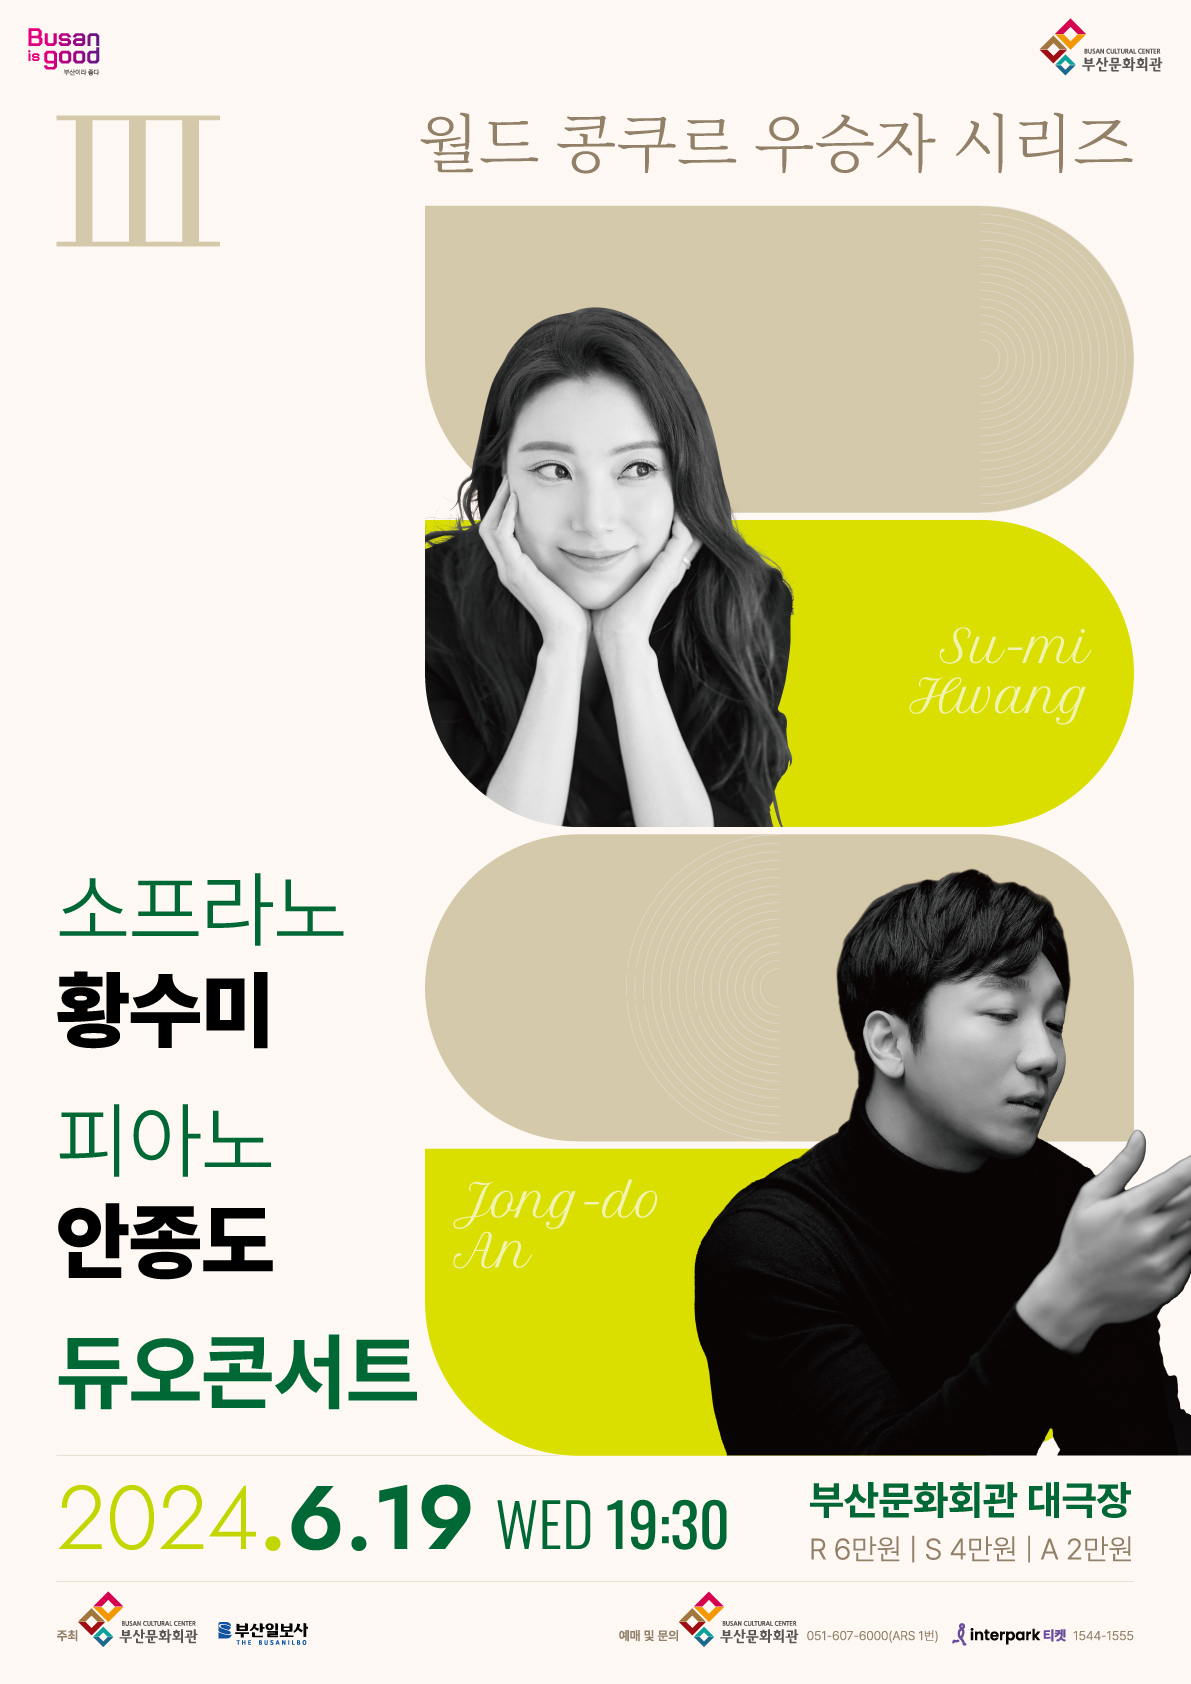 Busan
is good
부산이라 좋다
BUSAN CULTURAL CENTER
부산문화회관
III
월드 콩쿠르 우승자 시리즈
Su-mi
Hwang
소프라노
황수미
피아노
안종도
듀오콘서트
Jong-do
An
2024.6.19 WED 19:30
부산문화회관 대극장
R 6만원 | S 4만원 | A 2만원
주최
BUSAN CULTURAL CENTER
부산문화회관
부산일보사
THE BUSANILBO
예매 및 문의
BUSAN CULTURAL CENTER
부산문화회관 051-607-6000(ARS 1번)
interpark 티켓 1544-1555